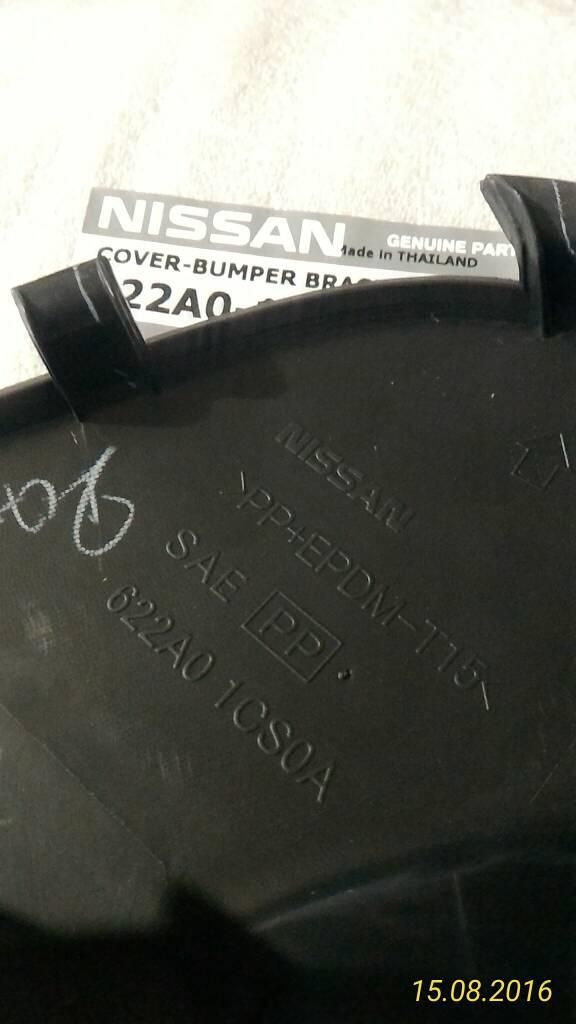 NISSAN
GENUINE PART
Made in THAILAND
COVER-BUMPER
22A0
NISSAN
>PP+EPDM-T15<
SAE PP
622A0 1CS0A
15.08.2016